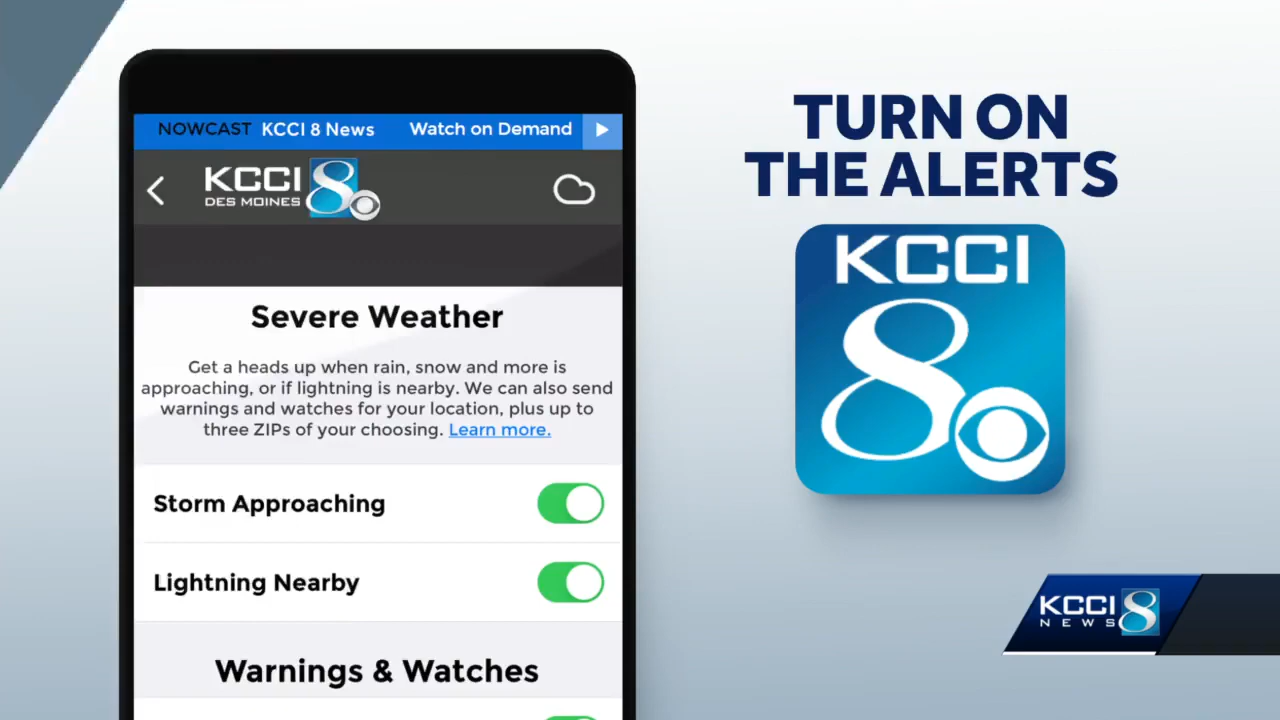 NOWCAST KCCI 8 News Watch on Demand
KCCI 8
DES MOINES
Severe Weather
Get a heads up when rain, snow and more is
approaching, or if lightning is nearby. We can also send
warnings and watches for your location, plus up to
three ZIPs of your choosing. Learn more.
Storm Approaching
Lightning Nearby
Warnings & Watches
TURN ON
THE ALERTS
KCCI
8
KCCI 8
NEWS